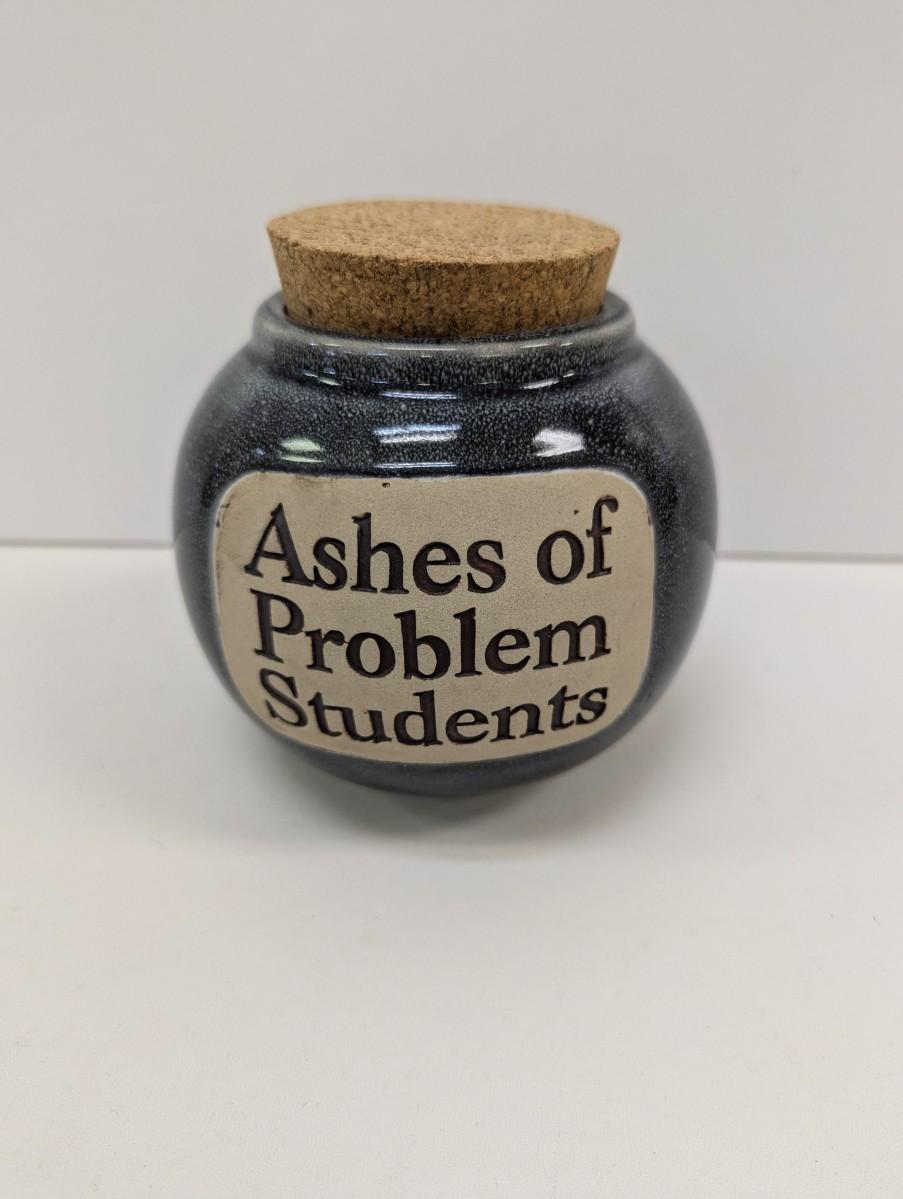 Ashes of
Problem
Students